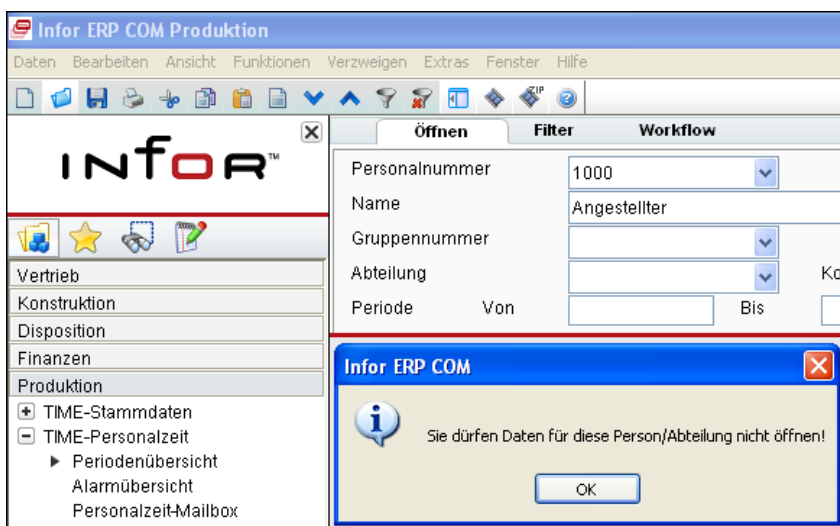 Infor ERP COM Produktion
Daten Bearbeiten Ansicht Funktionen Verzweigen Extras Fenster Hilfe
ZIP
INfOR™
Öffnen Filter Workflow
Personalnummer 1000
Name Angestellter
Gruppennummer
Abteilung
Periode Von Bis
Vertrieb
Konstruktion
Disposition
Finanzen
Produktion
TIME-Stammdaten
TIME-Personalzeit
Periodenübersicht
Alarmübersicht
Personalzeit-Mailbox
Infor ERP COM
Sie dürfen Daten für diese Person/Abteilung nicht öffnen!
OK